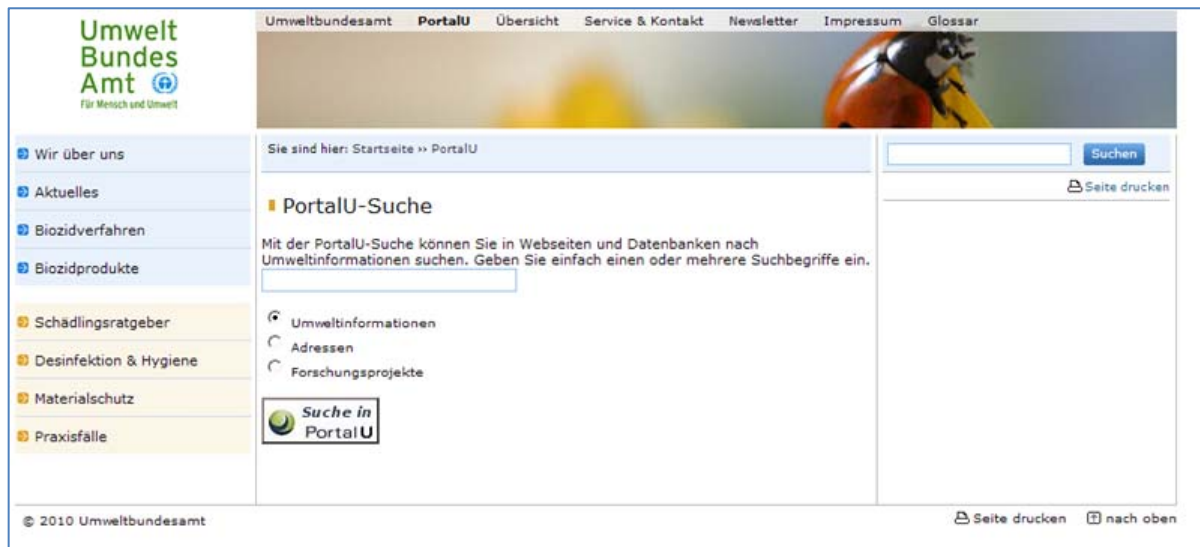 Umwelt
Bundes
Amt
Für Mensch und Umwelt
Umweltbundesamt PortalU Übersicht Service & Kontakt Newsletter Impressum Glossar
Wir über uns
Aktuelles
Biozidverfahren
Biozidprodukte
Schädlingsratgeber
Desinfektion & Hygiene
Materialschutz
Praxisfälle
Sie sind hier: Startseite ›› PortalU
PortalU-Suche
Mit der PortalU-Suche können Sie in Webseiten und Datenbanken nach
Umweltinformationen suchen. Geben Sie einfach einen oder mehrere Suchbegriffe ein.
Umweltinformationen
Adressen
Forschungsprojekte
Suche in
PortalU
Suchen
Seite drucken
© 2010 Umweltbundesamt
Seite drucken nach oben